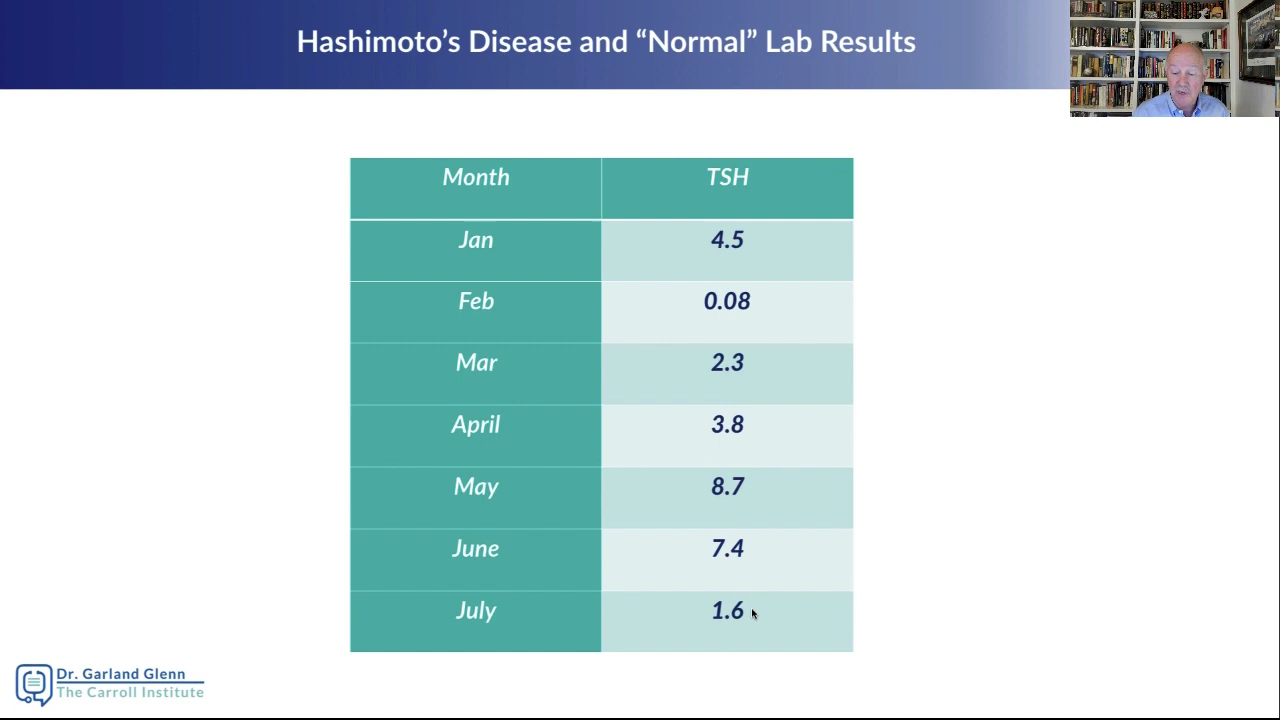 Hashimoto’s Disease and “Normal” Lab Results
Month TSH
Jan 4.5
Feb 0.08
Mar 2.3
April 3.8
May 8.7
June 7.4
July 1.6
Dr. Garland Glenn
The Carroll Institute